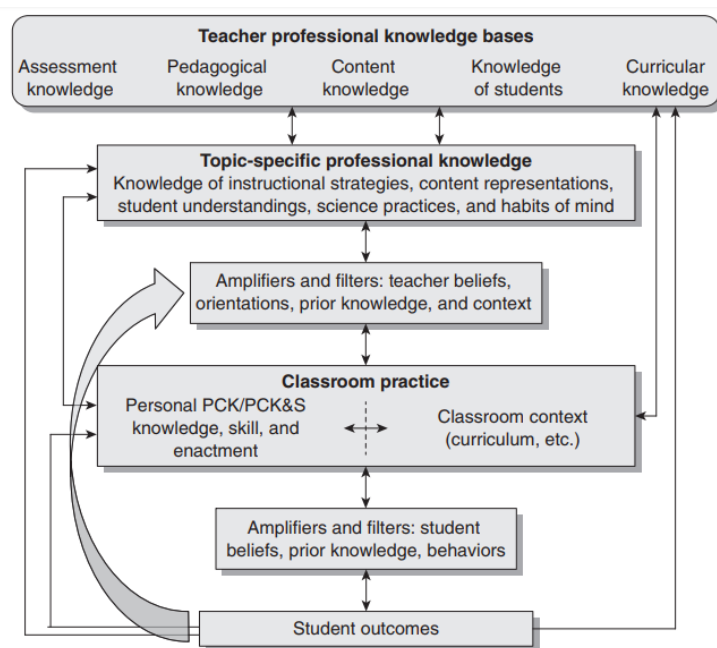 Teacher professional knowledge bases
Assessment knowledge
Pedagogical knowledge
Content knowledge
Knowledge of students
Curricular knowledge
Topic-specific professional knowledge
Knowledge of instructional strategies, content representations,
student understandings, science practices, and habits of mind
Amplifiers and filters: teacher beliefs,
orientations, prior knowledge, and context
Classroom practice
Personal PCK/PCK&S
knowledge, skill, and
enactment
Classroom context
(curriculum, etc.)
Amplifiers and filters: student
beliefs, prior knowledge, behaviors
Student outcomes